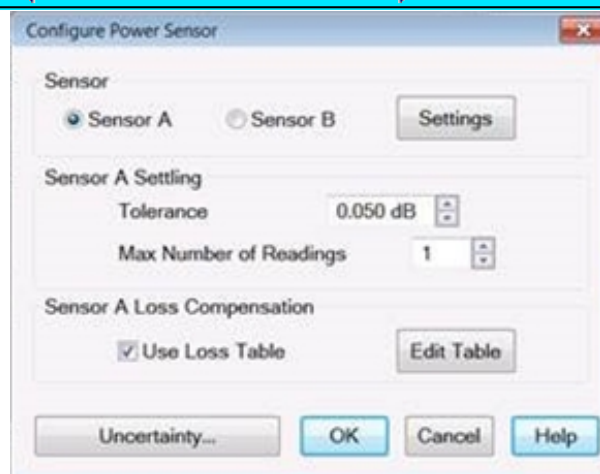 Configure Power Sensor
Sensor
Sensor A Sensor B Settings
Sensor A Settling
Tolerance 0.050 dB
Max Number of Readings 1
Sensor A Loss Compensation
Use Loss Table Edit Table
Uncertainty... OK Cancel Help